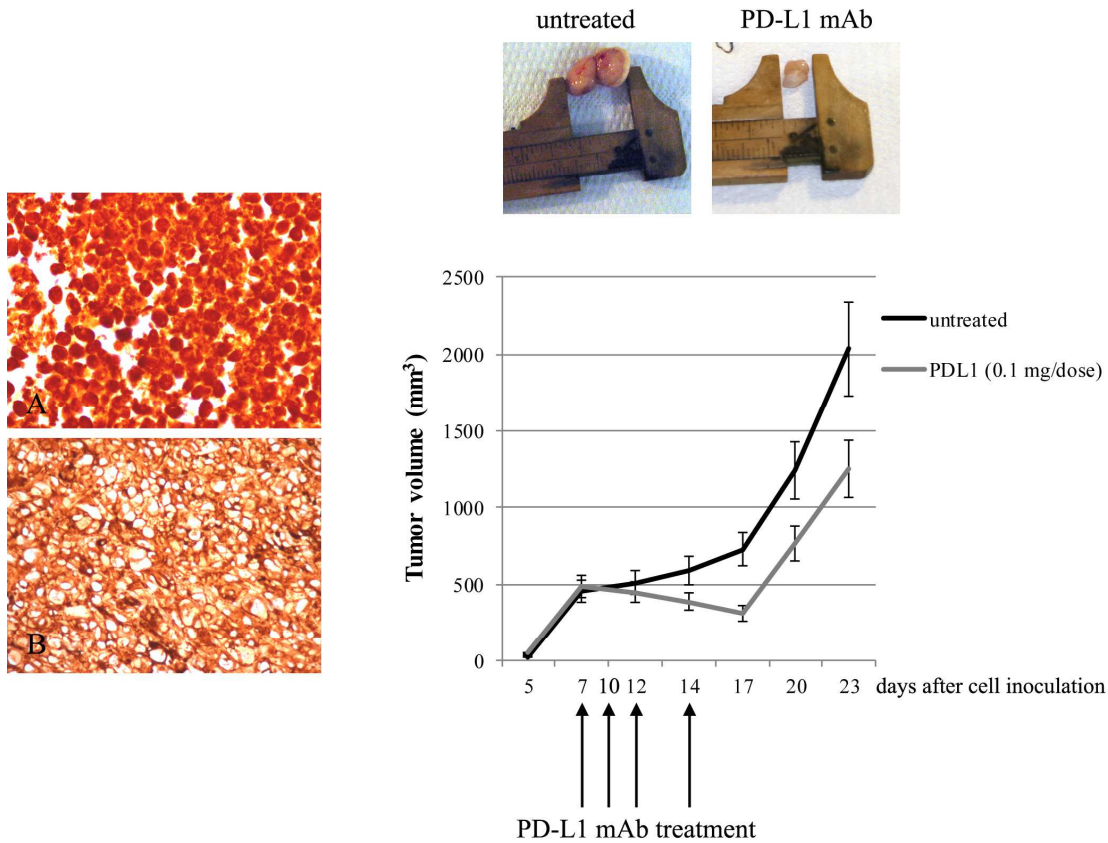 untreated
PD-L1 mAb
A
B
2500
2000
1500
1000
500
0
Tumor volume (mm³)
untreated
PDL1 (0.1 mg/dose)
5 7 10 12 14 17 20 23 days after cell inoculation
PD-L1 mAb treatment